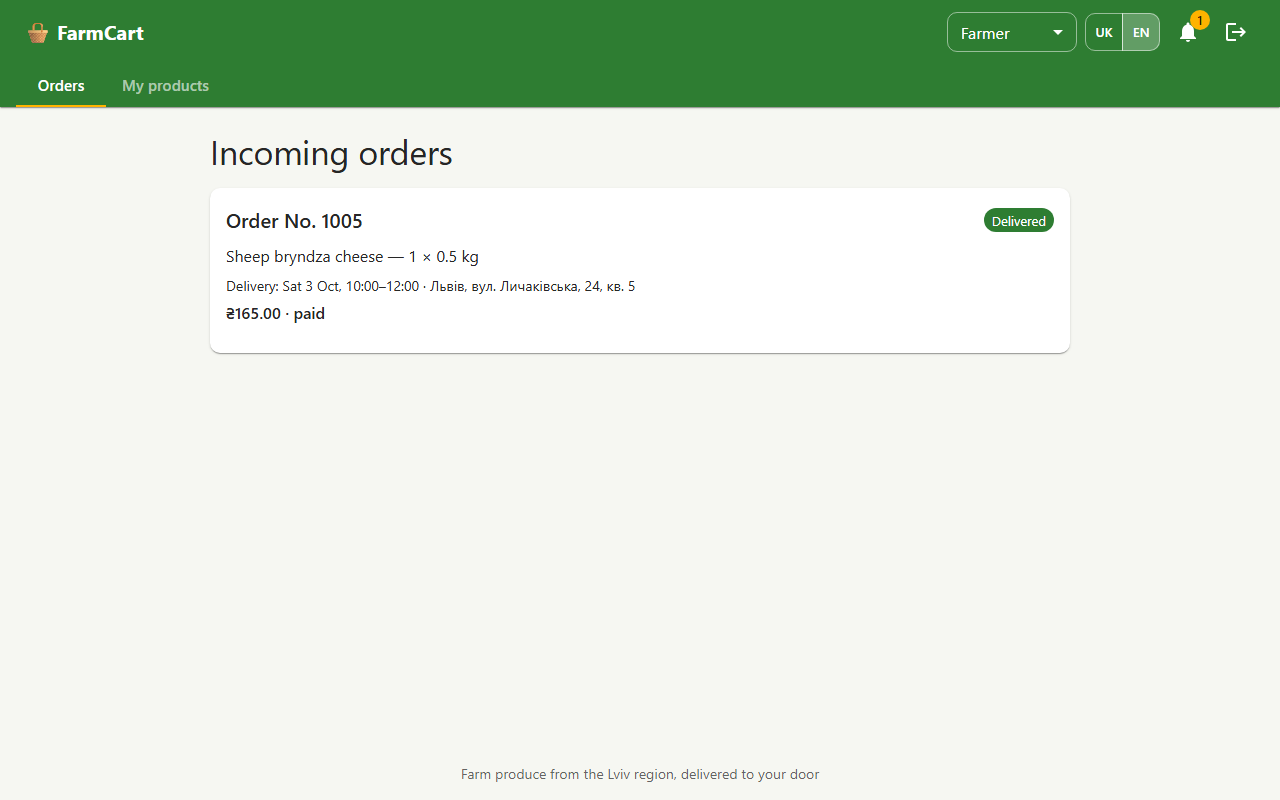 FarmCart
Farmer
UK EN
1
Orders My products
Incoming orders
Order No. 1005
Delivered
Sheep bryndza cheese — 1 × 0.5 kg
Delivery: Sat 3 Oct, 10:00–12:00 · Львів, вул. Личаківська, 24, кв. 5
₴165.00 · paid
Farm produce from the Lviv region, delivered to your door